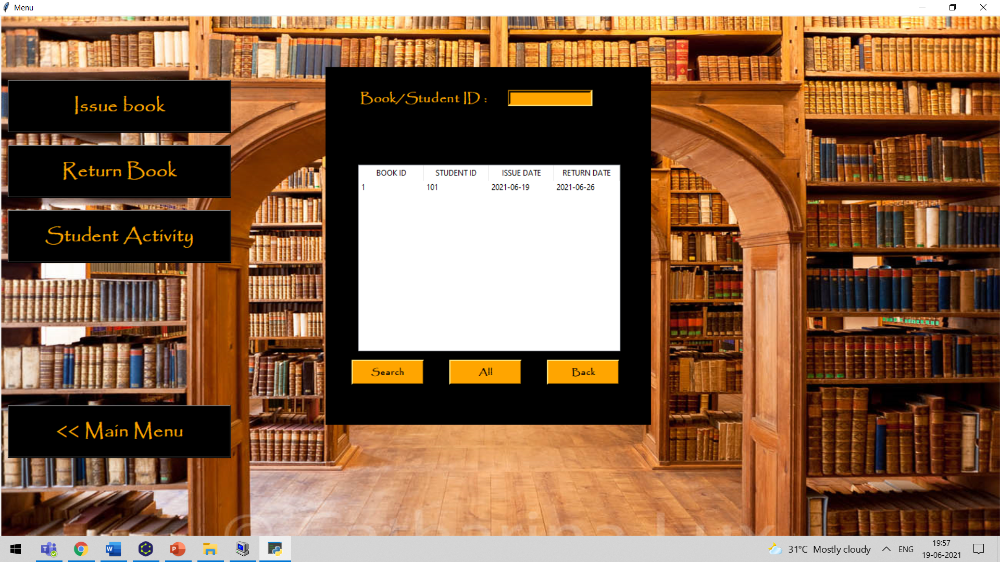 Menu
Issue book
Return Book
Student Activity
<< Main Menu
Book/Student ID :
BOOK ID STUDENT ID ISSUE DATE RETURN DATE
1 101 2021-06-19 2021-06-26
Search All Back
© Catharina Lux
31°C Mostly cloudy ENG 19:57
19-06-2021